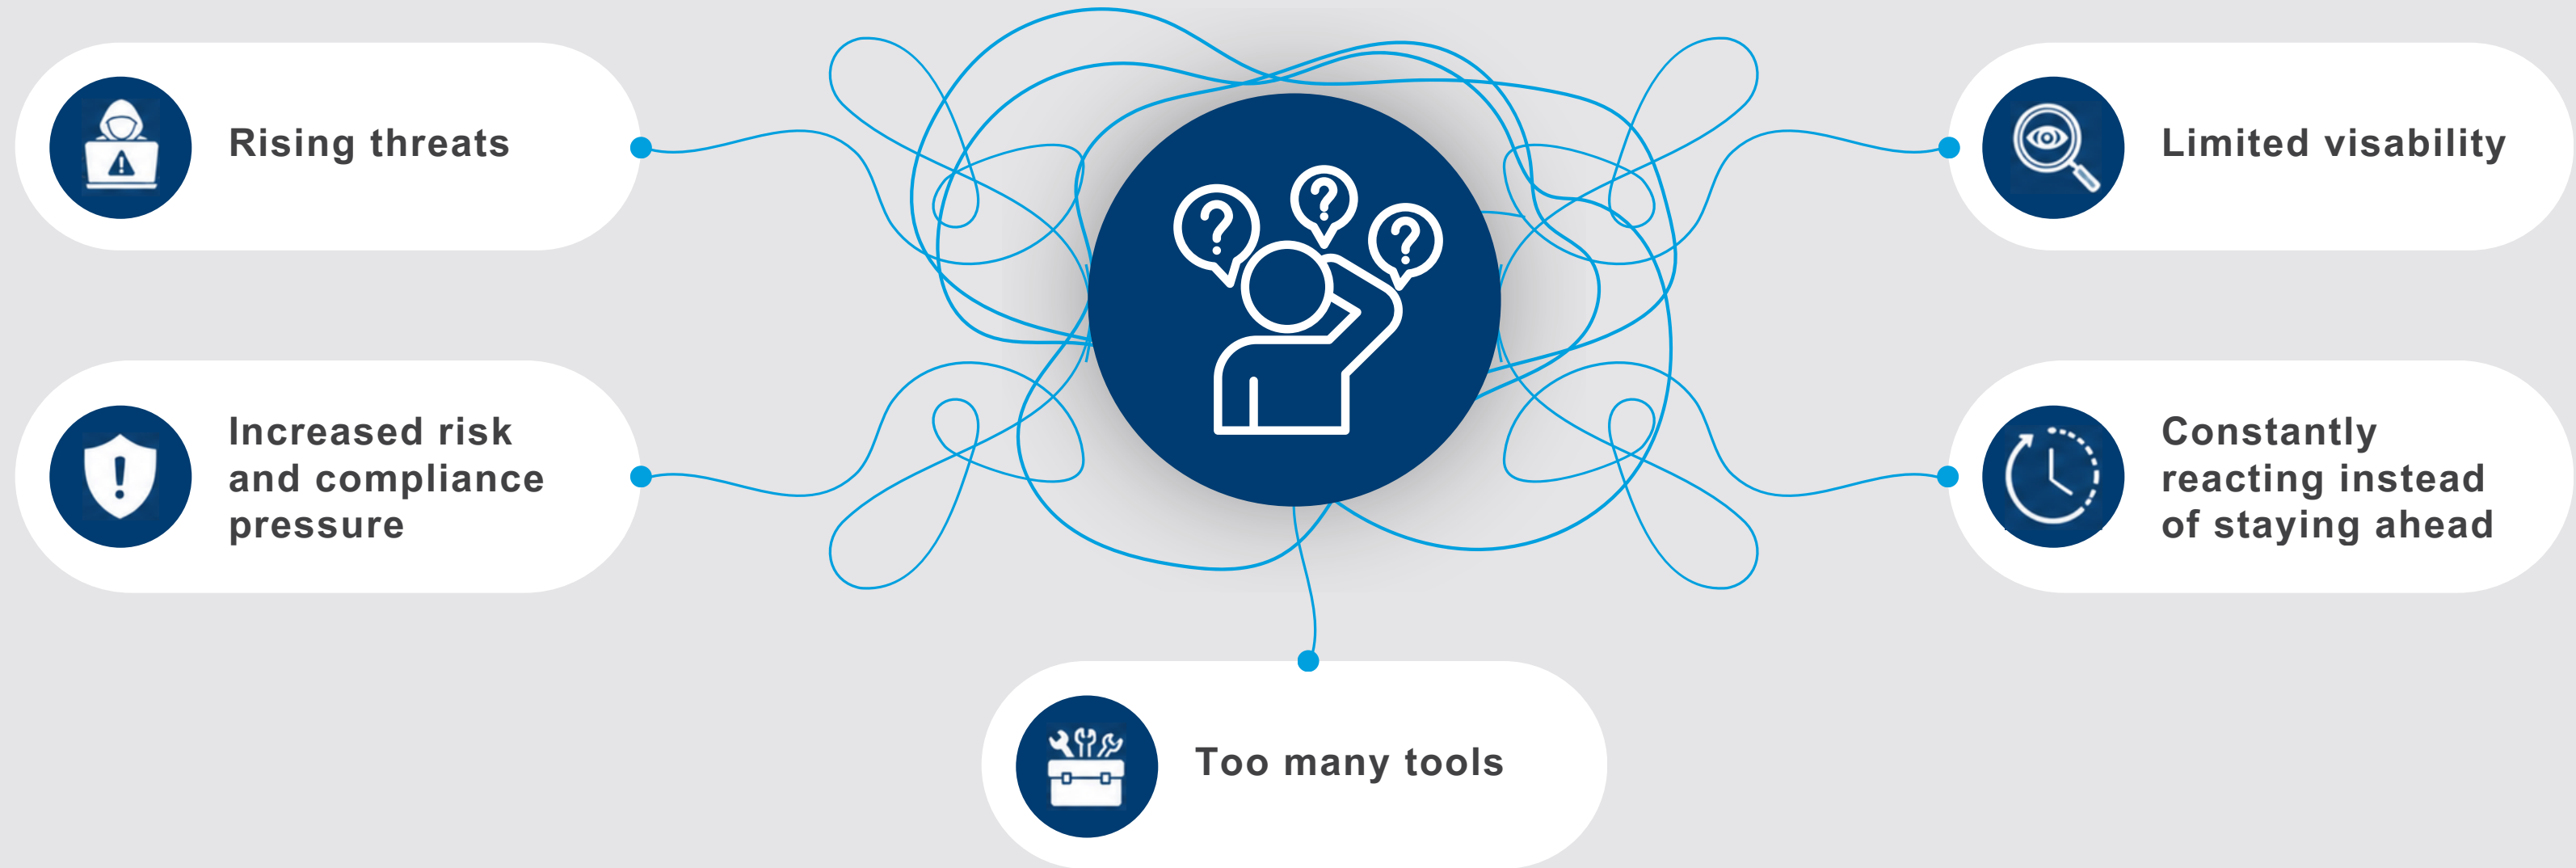 Rising threats
Limited visability
Increased risk
and compliance
pressure
Constantly
reacting instead
of staying ahead
Too many tools